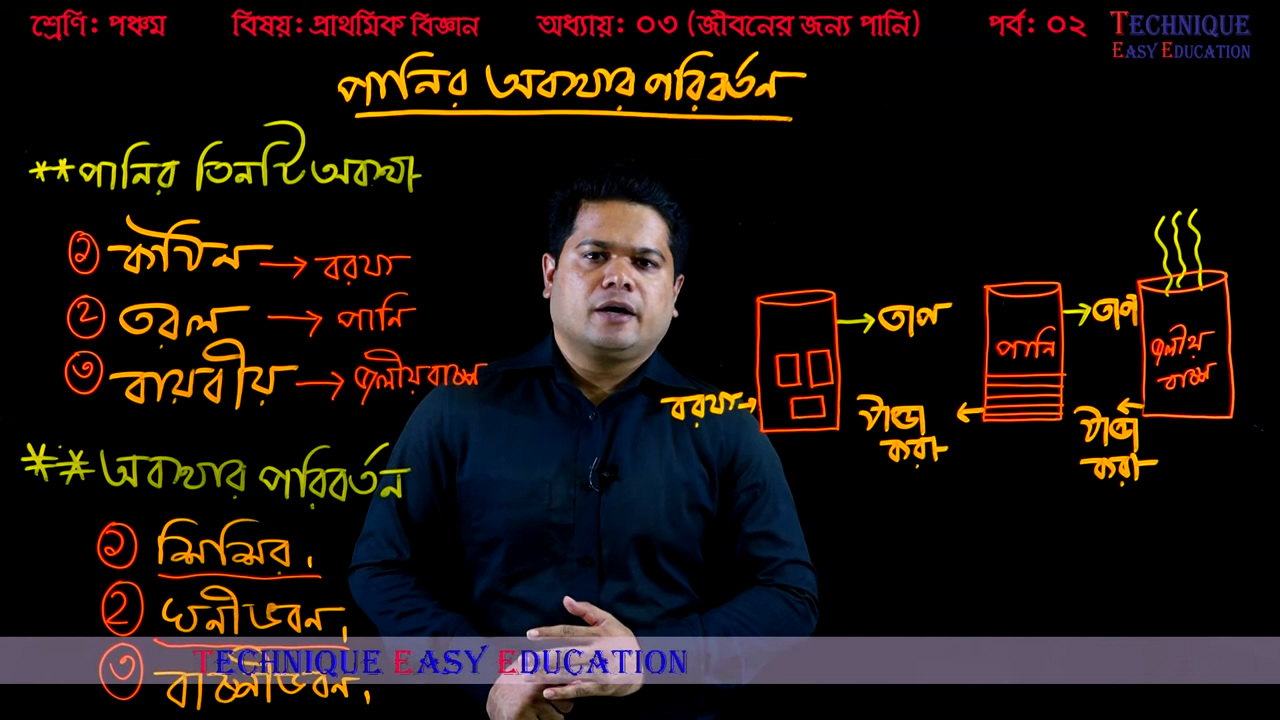 শ্রেণি: পঞ্চম বিষয়: প্রাথমিক বিজ্ঞান অধ্যায়: ০৩ (জীবনের জন্য পানি) পর্ব: ০২
TECHNIQUE
EASY EDUCATION
পানির অবস্থার পরিবর্তন
**পানির তিনটি অবস্থা
১ কঠিন → বরফ
২ তরল → পানি
৩ বায়বীয় → জলীয় বাষ্প
**অবস্থার পরিবর্তন
১ শিশির।
২ ঘনীভবন।
৩ বাষ্পীভবন।
বরফ →
→ তাপ
ঠান্ডা
করা
পানি
→ তাপ
ঠান্ডা
করা
জলীয়
বাষ্প
TECHNIQUE EASY EDUCATION